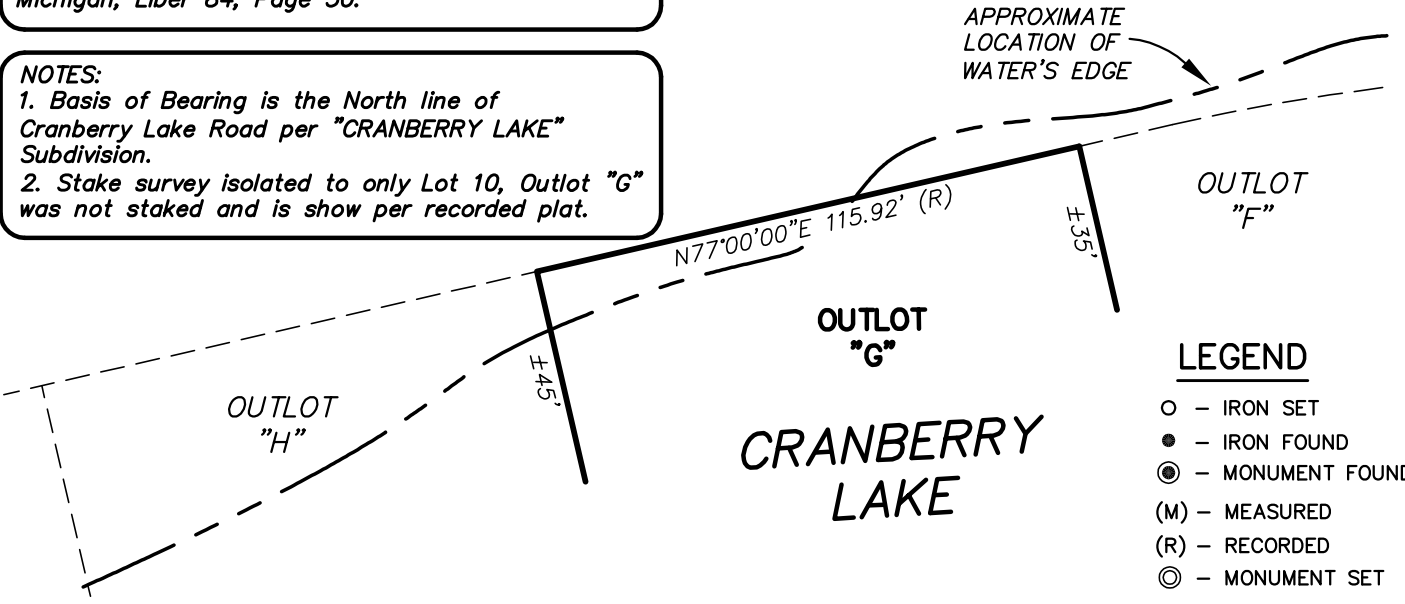 Michigan, Liber 84, Page 50.
NOTES:
1. Basis of Bearing is the North line of
Cranberry Lake Road per "CRANBERRY LAKE"
Subdivision.
2. Stake survey isolated to only Lot 10, Outlot "G"
was not staked and is show per recorded plat.
APPROXIMATE
LOCATION OF
WATER'S EDGE
N77°00'00"E 115.92' (R)
±35'
OUTLOT
"F"
±45'
OUTLOT
"G"
OUTLOT
"H"
CRANBERRY
LAKE
LEGEND
– IRON SET
– IRON FOUND
– MONUMENT FOUND
(M) – MEASURED
(R) – RECORDED
– MONUMENT SET